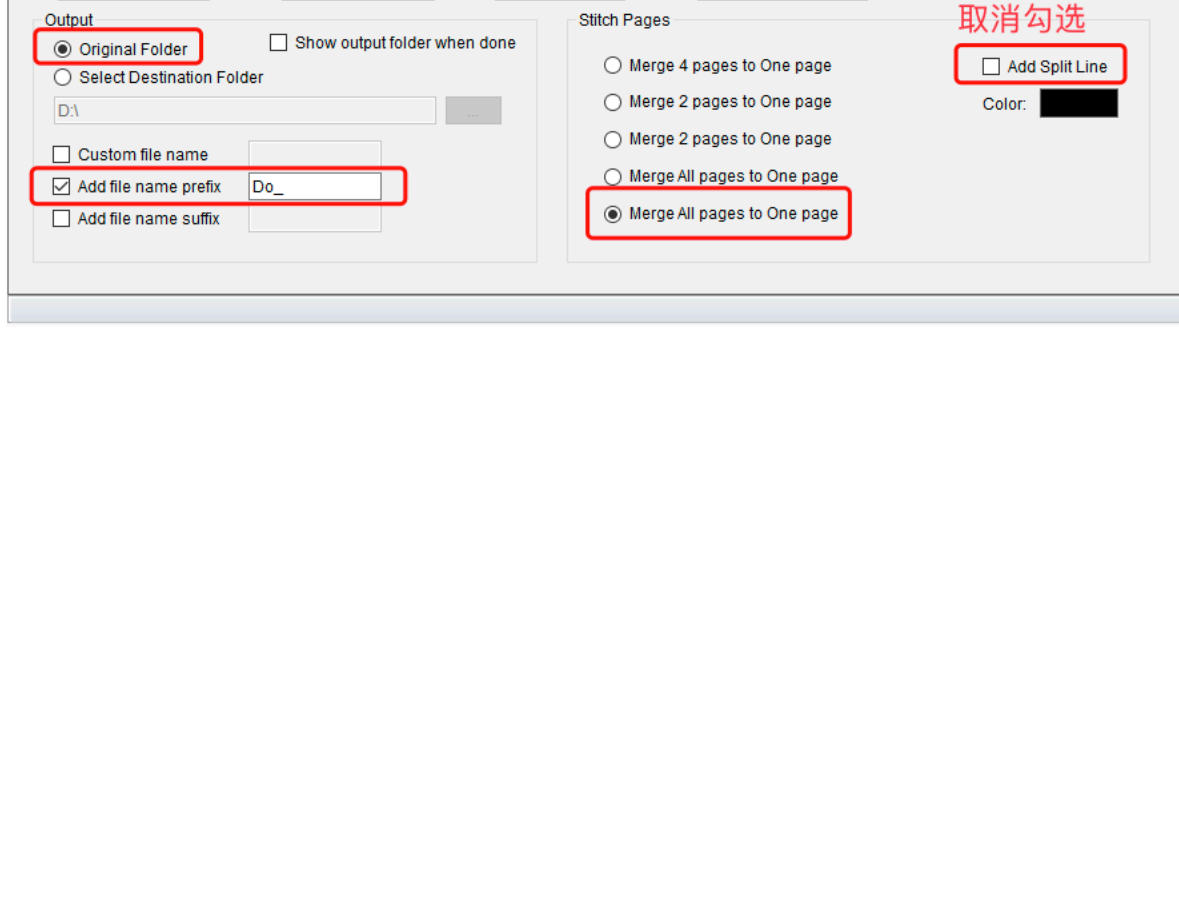 Output
Original Folder
Show output folder when done
Select Destination Folder
D:\
...
Custom file name
Add file name prefix
Do_
Add file name suffix
Stitch Pages
取消勾选
Merge 4 pages to One page
Add Split Line
Merge 2 pages to One page
Color:
Merge 2 pages to One page
Merge All pages to One page
Merge All pages to One page